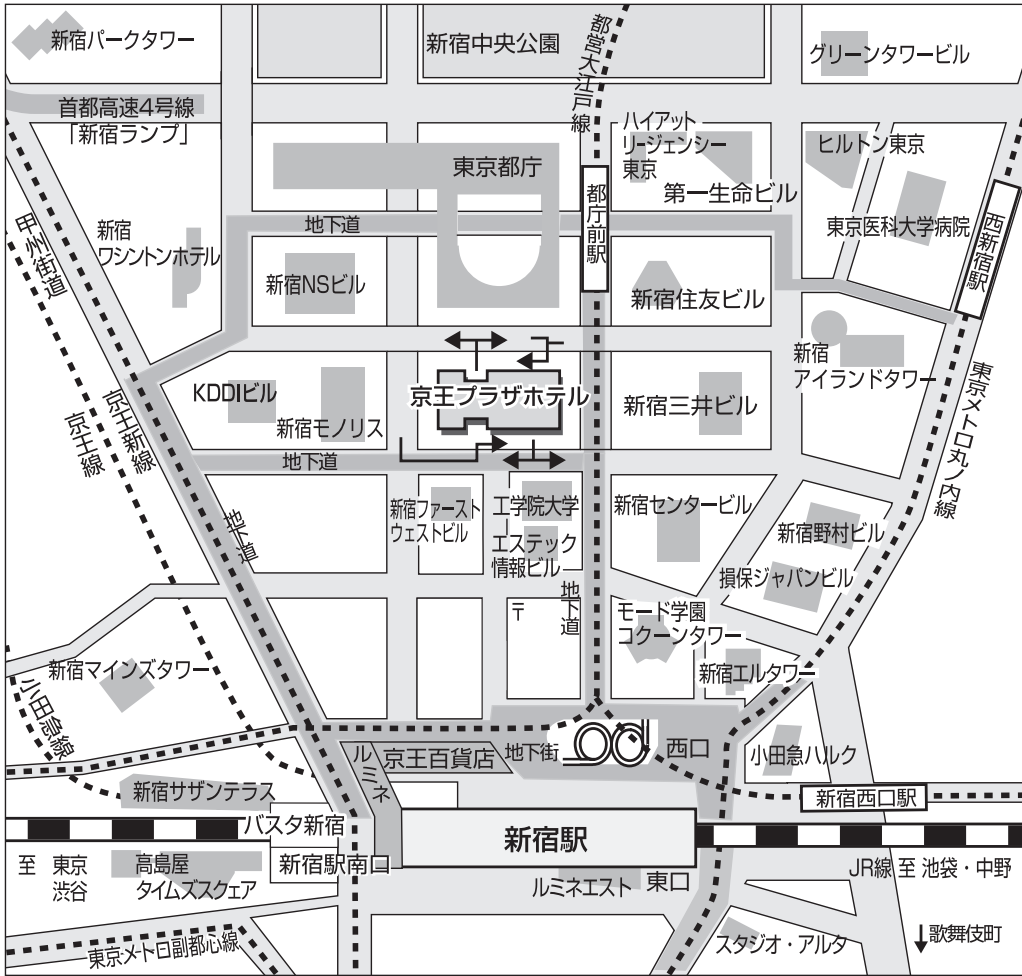 新宿パークタワー
新宿中央公園
都営大江戸線
グリーンタワービル
首都高速4号線
「新宿ランプ」
ハイアット
リージェンシー
東京
ヒルトン東京
東京都庁
第一生命ビル
都庁前駅
東京医科大学病院
西新宿駅
甲州街道
新宿
ワシントンホテル
地下道
新宿NSビル
新宿住友ビル
新宿
アイランドタワー
東京メトロ丸ノ内線
京王線
京王新線
KDDIビル
新宿モノリス
京王プラザホテル
新宿三井ビル
地下道
地下道
新宿ファースト
ウェストビル
工学院大学
エステック
情報ビル
新宿センタービル
新宿野村ビル
損保ジャパンビル
地下道
〒
モード学園
コクーンタワー
新宿エルタワー
新宿マインズタワー
小田急線
ルミネ
京王百貨店
地下街
西口
小田急ハルク
新宿サザンテラス
新宿西口駅
バスタ新宿
新宿駅
至 東京
渋谷
高島屋
タイムズスクェア
新宿駅南口
ルミネエスト
東口
JR線 至 池袋・中野
東京メトロ副都心線
スタジオ・アルタ
↓歌舞伎町